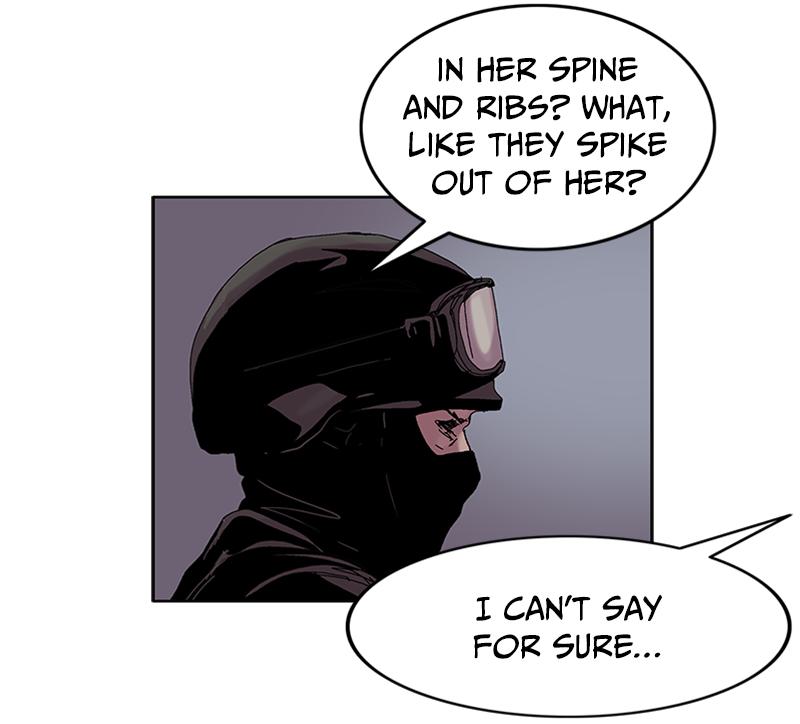 IN HER SPINE
AND RIBS? WHAT,
LIKE THEY SPIKE
OUT OF HER?
I CAN'T SAY
FOR SURE...